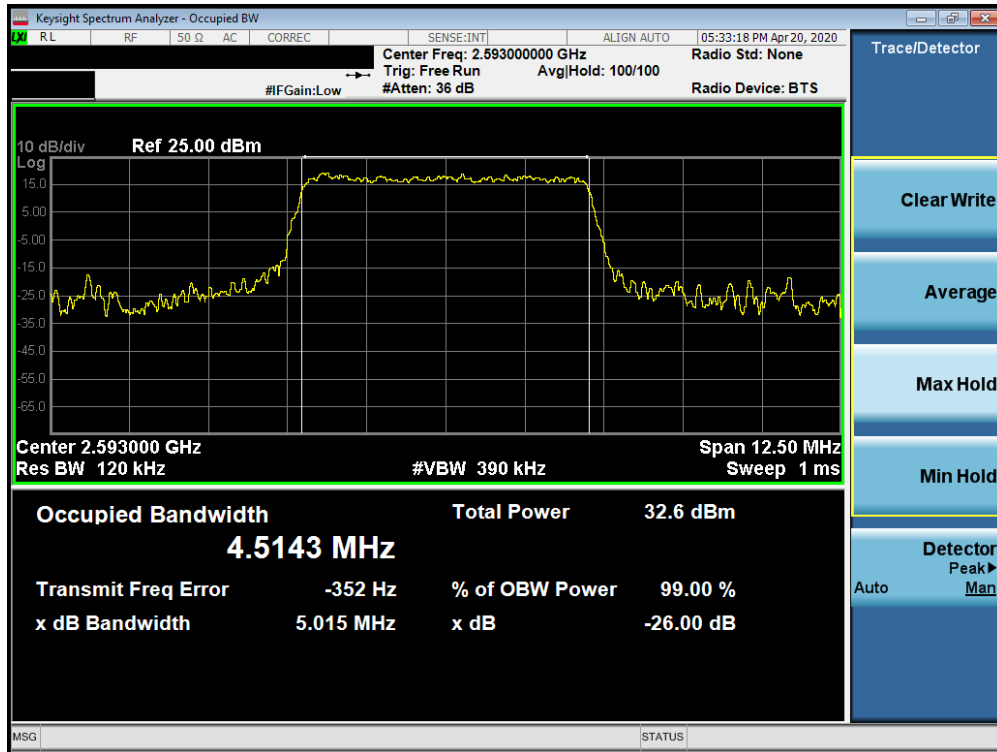 Keysight Spectrum Analyzer - Occupied BW
LXI RL RF 50 Ω AC CORREC SENSE:INT ALIGN AUTO 05:33:18 PM Apr 20, 2020
Center Freq: 2.593000000 GHz Radio Std: None
Trig: Free Run Avg|Hold: 100/100
#IFGain:Low #Atten: 36 dB Radio Device: BTS
10 dB/div Ref 25.00 dBm
Log
15.0
5.00
-5.00
-15.0
-25.0
-35.0
-45.0
-55.0
-65.0
Center 2.593000 GHz Span 12.50 MHz
Res BW 120 kHz #VBW 390 kHz Sweep 1 ms
Occupied Bandwidth Total Power 32.6 dBm
4.5143 MHz
Transmit Freq Error -352 Hz % of OBW Power 99.00 %
x dB Bandwidth 5.015 MHz x dB -26.00 dB
MSG STATUS
Trace/Detector
Clear Write
Average
Max Hold
Min Hold
Detector
Peak▶
Auto Man